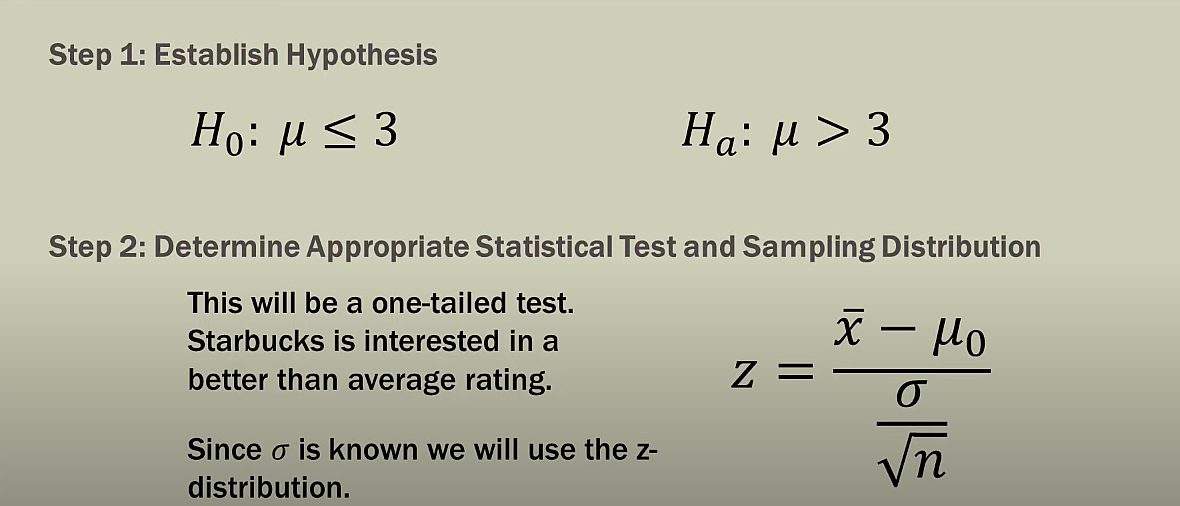 Step 1: Establish Hypothesis
H₀: μ ≤ 3 Hₐ: μ > 3
Step 2: Determine Appropriate Statistical Test and Sampling Distribution
This will be a one-tailed test.
Starbucks is interested in a
better than average rating.
Since σ is known we will use the z-
distribution.
z = (x̄ − μ₀) / (σ / √n)